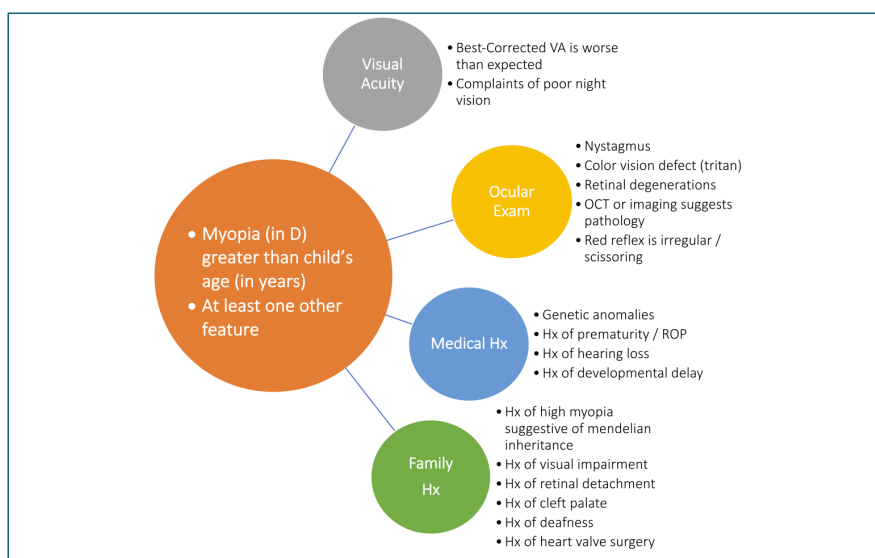 Visual
Acuity
• Best-Corrected VA is worse
than expected
• Complaints of poor night
vision
Ocular
Exam
• Nystagmus
• Color vision defect (tritan)
• Retinal degenerations
• OCT or imaging suggests
pathology
• Red reflex is irregular /
scissoring
• Myopia (in D)
greater than child’s
age (in years)
• At least one other
feature
Medical Hx
• Genetic anomalies
• Hx of prematurity / ROP
• Hx of hearing loss
• Hx of developmental delay
Family
Hx
• Hx of high myopia
suggestive of mendelian
inheritance
• Hx of visual impairment
• Hx of retinal detachment
• Hx of cleft palate
• Hx of deafness
• Hx of heart valve surgery